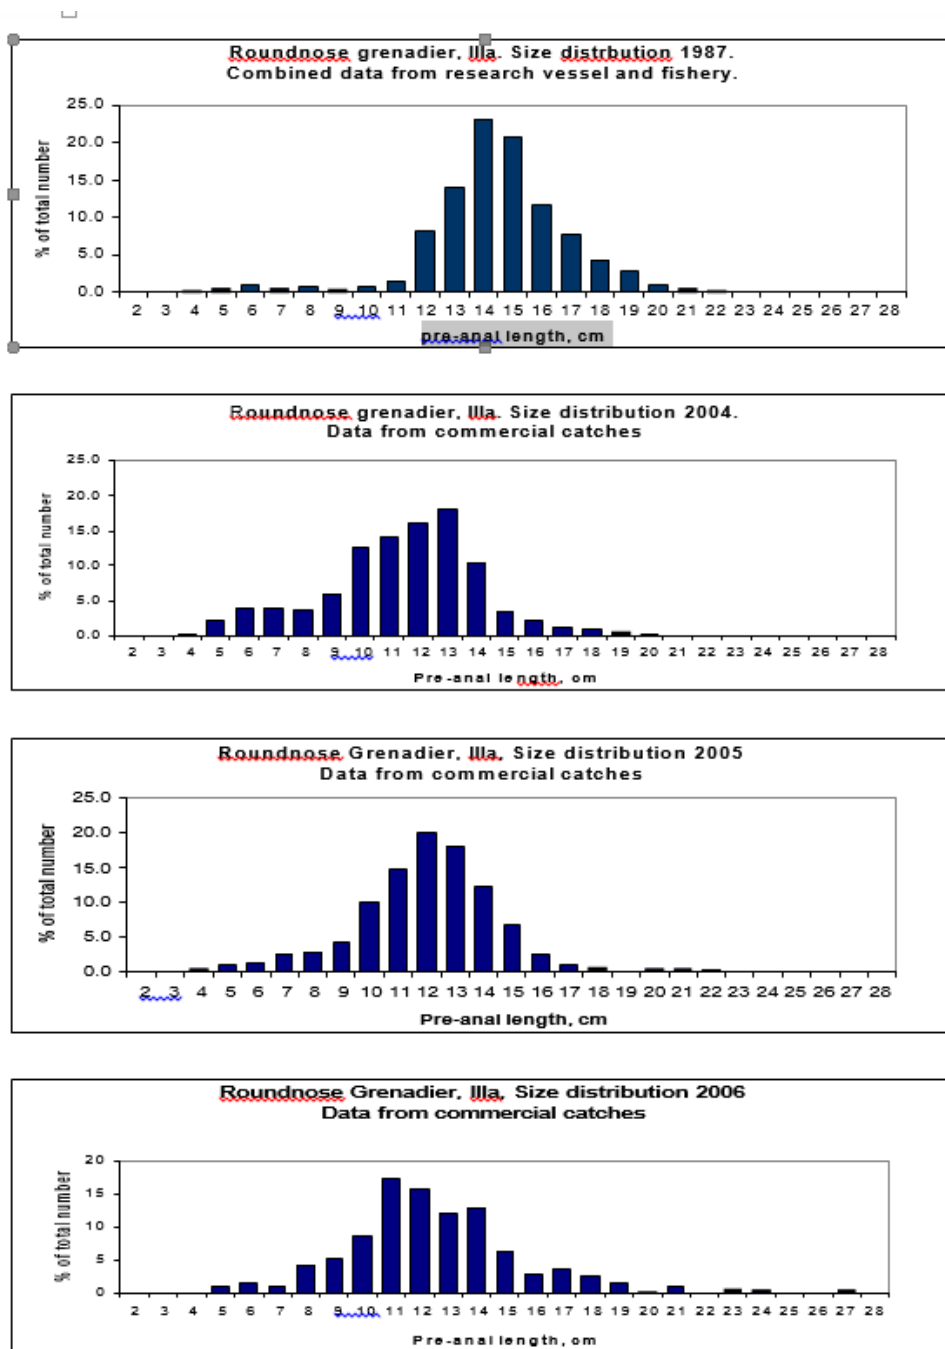 Roundnose grenadier, IIIa. Size distrbution 1987.
Combined data from research vessel and fishery.
25.0
20.0
15.0
10.0
5.0
0.0
% of total number
2 3 4 5 6 7 8 9 10 11 12 13 14 15 16 17 18 19 20 21 22 23 24 25 26 27 28
pre-anal length, cm
Roundnose grenadier, IIIa. Size distribution 2004.
Data from commercial catches
25.0
20.0
15.0
10.0
5.0
0.0
% of total number
2 3 4 5 6 7 8 9 10 11 12 13 14 15 16 17 18 19 20 21 22 23 24 25 26 27 28
Pre-anal length, cm
Roundnose Grenadier, IIIa, Size distribution 2005
Data from commercial catches
25.0
20.0
15.0
10.0
5.0
0.0
% of total number
2 3 4 5 6 7 8 9 10 11 12 13 14 15 16 17 18 19 20 21 22 23 24 25 26 27 28
Pre-anal length, cm
Roundnose Grenadier, IIIa, Size distribution 2006
Data from commercial catches
20
15
10
5
0
% of total number
2 3 4 5 6 7 8 9 10 11 12 13 14 15 16 17 18 19 20 21 22 23 24 25 26 27 28
Pre-anal length, cm